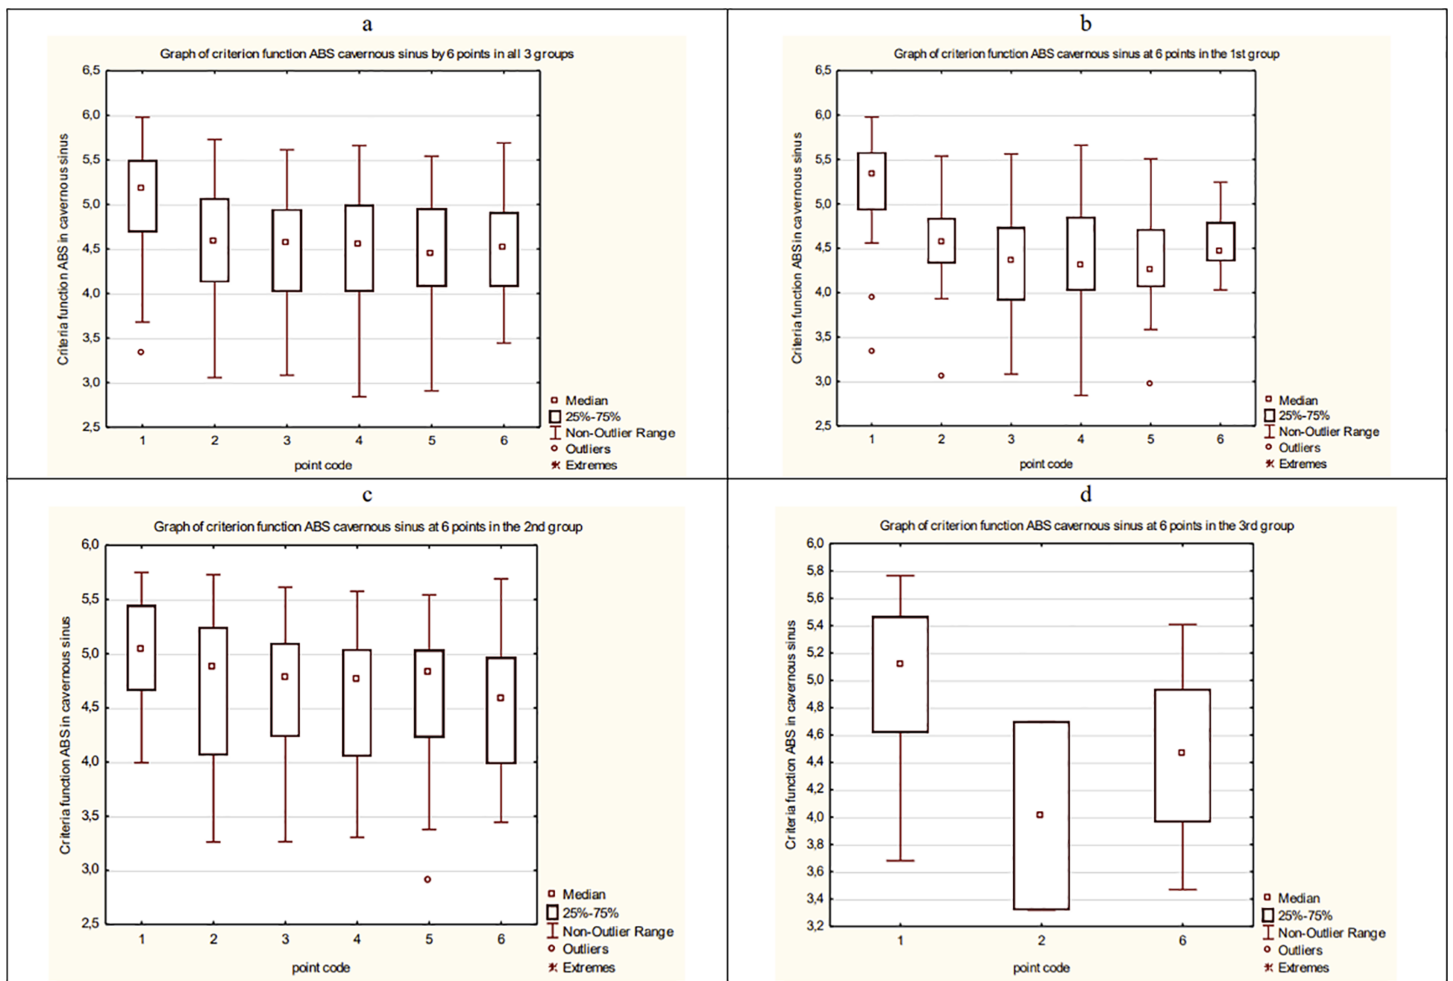 a
Graph of criterion function ABS cavernous sinus by 6 points in all 3 groups
6,5
6,0
5,5
5,0
4,5
4,0
3,5
3,0
2,5
Criteria function ABS in cavernous sinus
1 2 3 4 5 6
point code
Median
25%-75%
Non-Outlier Range
Outliers
Extremes
b
Graph of criterion function ABS cavernous sinus at 6 points in the 1st group
6,5
6,0
5,5
5,0
4,5
4,0
3,5
3,0
2,5
Criteria function ABS in cavernous sinus
1 2 3 4 5 6
point code
Median
25%-75%
Non-Outlier Range
Outliers
Extremes
c
Graph of criterion function ABS cavernous sinus at 6 points in the 2nd group
6,0
5,5
5,0
4,5
4,0
3,5
3,0
2,5
Criteria function ABS in cavernous sinus
1 2 3 4 5 6
point code
Median
25%-75%
Non-Outlier Range
Outliers
Extremes
d
Graph of criterion function ABS cavernous sinus at 6 points in the 3rd group
6,0
5,8
5,6
5,4
5,2
5,0
4,8
4,6
4,4
4,2
4,0
3,8
3,6
3,4
3,2
Criteria function ABS in cavernous sinus
1 2 6
point code
Median
25%-75%
Non-Outlier Range
Outliers
Extremes